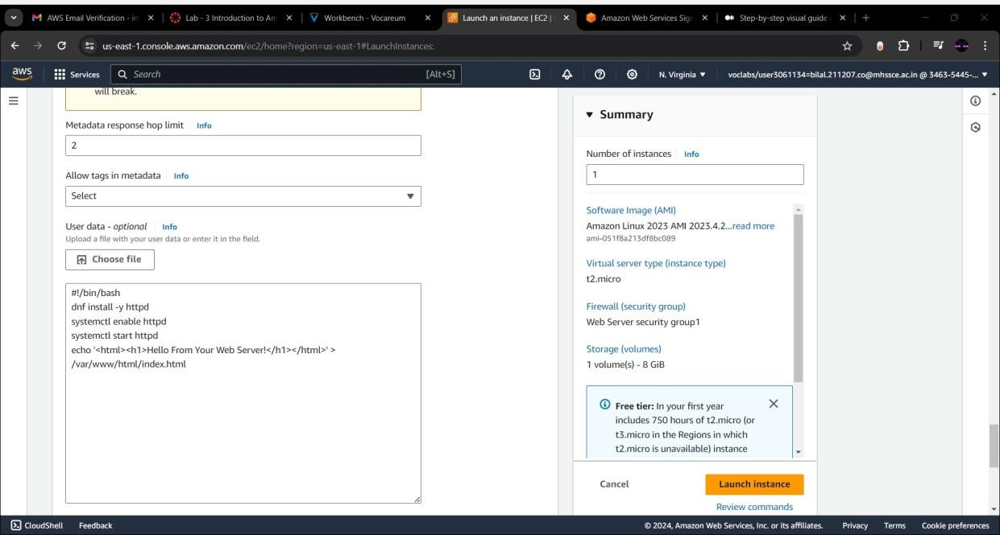 AWS Email Verification - in
Lab - 3 Introduction to Am
Workbench - Vocareum
Launch an instance | EC2 |
Amazon Web Services Sign
Step-by-step visual guide
us-east-1.console.aws.amazon.com/ec2/home?region=us-east-1#LaunchInstances:
aws
Services
Search
[Alt+S]
N. Virginia
voclabs/user3061134=bilal.211207.co@mhssce.ac.in @ 3463-5445-...
will break.
Metadata response hop limit Info
2
Allow tags in metadata Info
Select
User data - optional Info
Upload a file with your user data or enter it in the field.
Choose file
#!/bin/bash
dnf install -y httpd
systemctl enable httpd
systemctl start httpd
echo '<html><h1>Hello From Your Web Server!</h1></html>' >
/var/www/html/index.html
Summary
Number of instances Info
1
Software Image (AMI)
Amazon Linux 2023 AMI 2023.4.2...read more
ami-051f8a213df8bc089
Virtual server type (instance type)
t2.micro
Firewall (security group)
Web Server security group1
Storage (volumes)
1 volume(s) - 8 GiB
Free tier: In your first year
includes 750 hours of t2.micro (or
t3.micro in the Regions in which
t2.micro is unavailable) instance
Cancel
Launch instance
Review commands
CloudShell
Feedback
© 2024, Amazon Web Services, Inc. or its affiliates.
Privacy
Terms
Cookie preferences